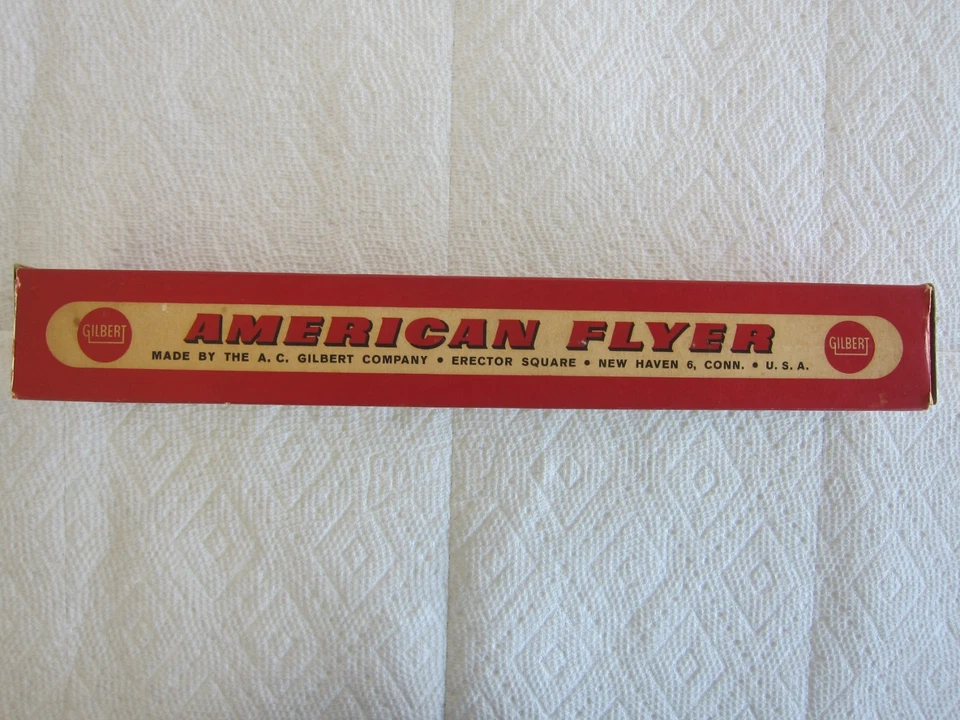 GILBERT
AMERICAN FLYER
MADE BY THE A. C. GILBERT COMPANY • ERECTOR SQUARE • NEW HAVEN 6, CONN. • U. S. A.
GILBERT